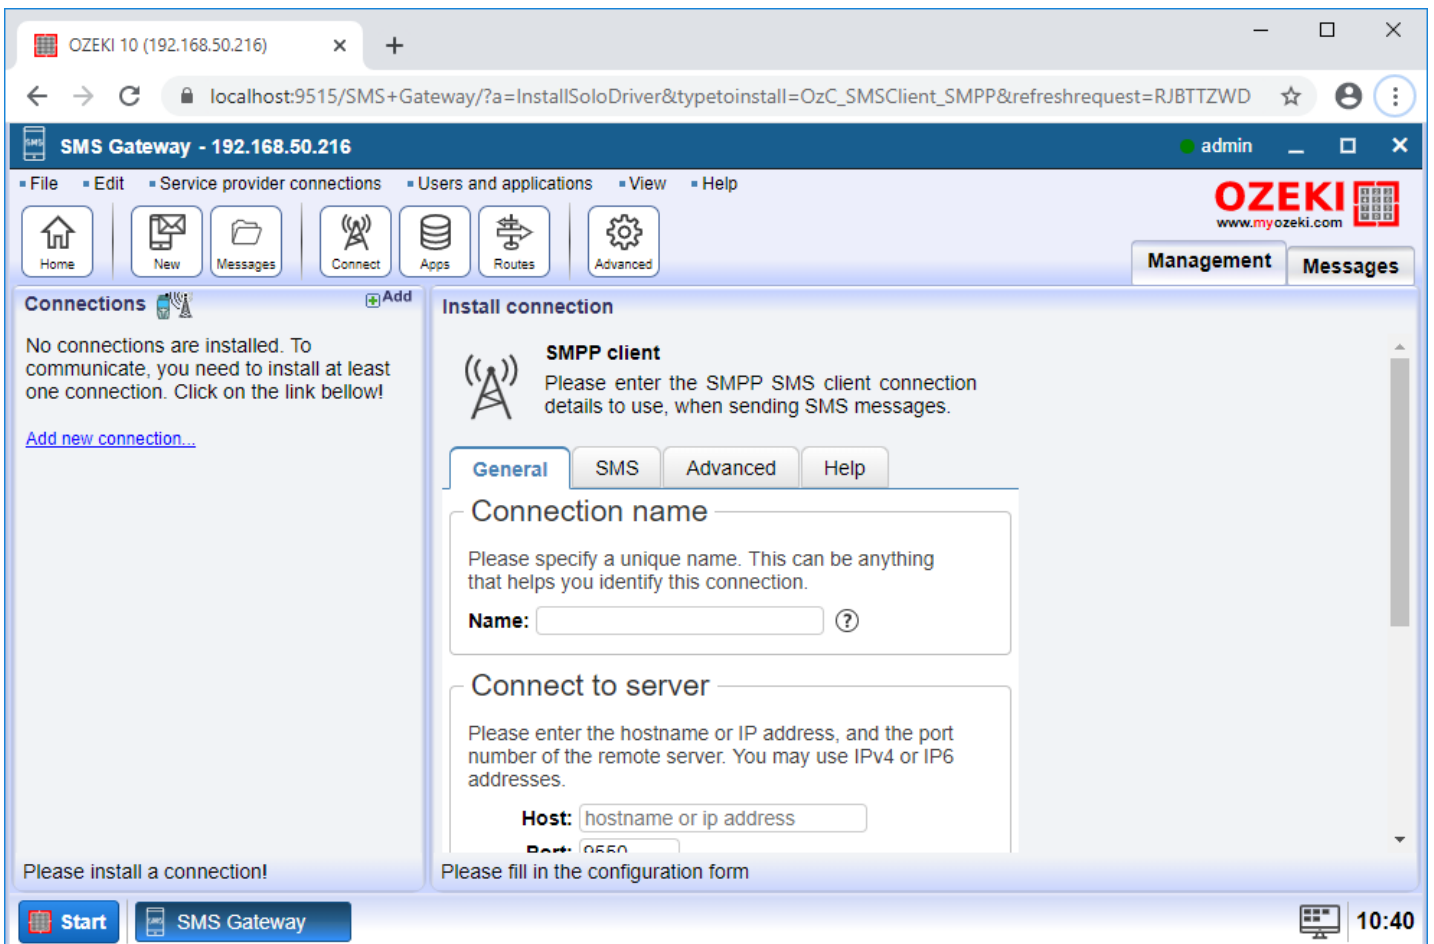 OZEKI 10 (192.168.50.216)
localhost:9515/SMS+Gateway/?a=InstallSoloDriver&typetoinstall=OzC_SMSClient_SMPP&refreshrequest=RJBTTZWD
SMS Gateway - 192.168.50.216
admin
File Edit Service provider connections Users and applications View Help
OZEKI
www.myozeki.com
Home New Messages Connect Apps Routes Advanced
Management Messages
Connections
Add
No connections are installed. To
communicate, you need to install at least
one connection. Click on the link bellow!
Add new connection...
Please install a connection!
Install connection
SMPP client
Please enter the SMPP SMS client connection
details to use, when sending SMS messages.
General SMS Advanced Help
Connection name
Please specify a unique name. This can be anything
that helps you identify this connection.
Name:
Connect to server
Please enter the hostname or IP address, and the port
number of the remote server. You may use IPv4 or IP6
addresses.
Host: hostname or ip address
Port: 9550
Please fill in the configuration form
Start SMS Gateway 10:40